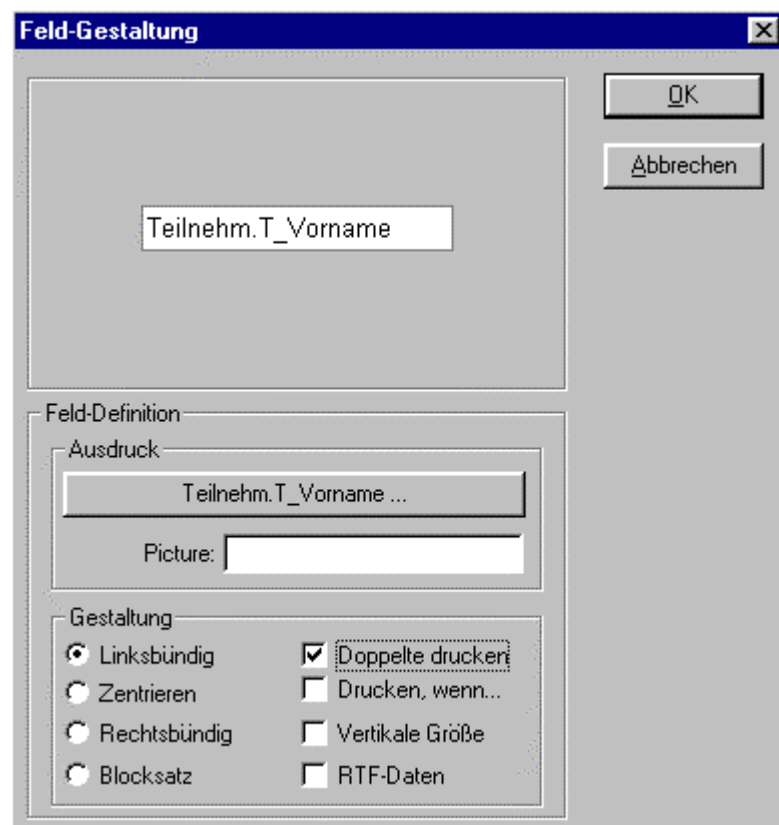 Feld-Gestaltung
OK
Abbrechen
Teilnehm.T_Vorname
Feld-Definition
Ausdruck
Teilnehm.T_Vorname ...
Picture:
Gestaltung
Linksbündig
Doppelte drucken
Zentrieren
Drucken, wenn...
Rechtsbündig
Vertikale Größe
Blocksatz
RTF-Daten